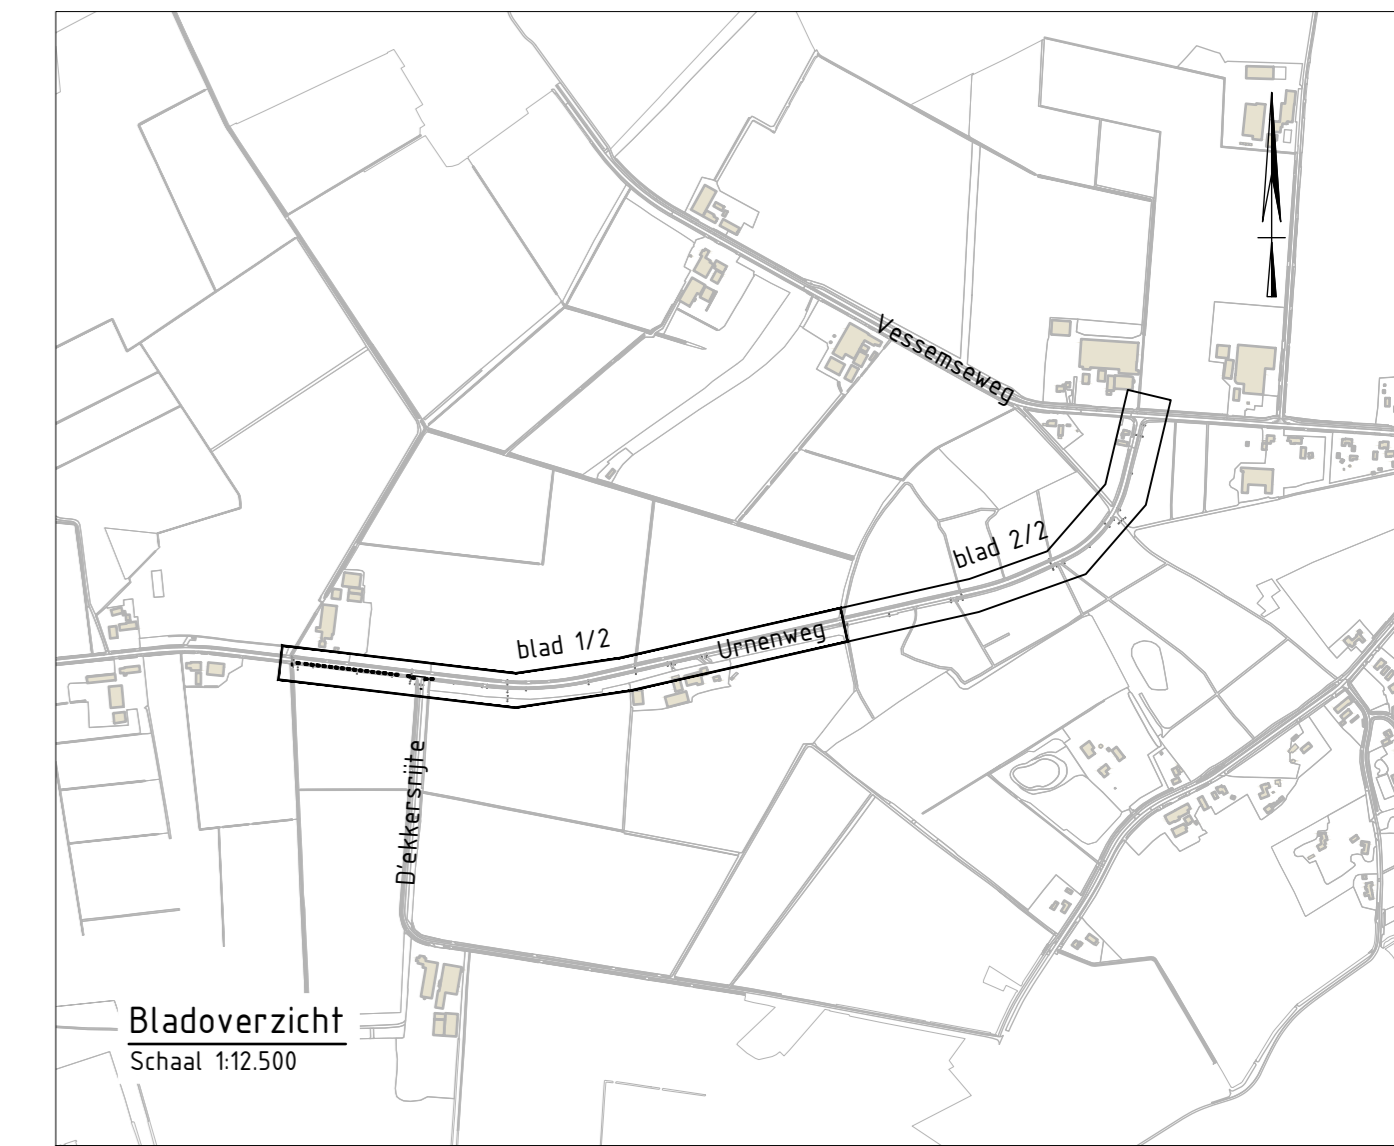 Vessemseweg
blad 2/2
blad 1/2
Urnenweg
D'ekkersrijte
Bladoverzicht
Schaal 1:12.500